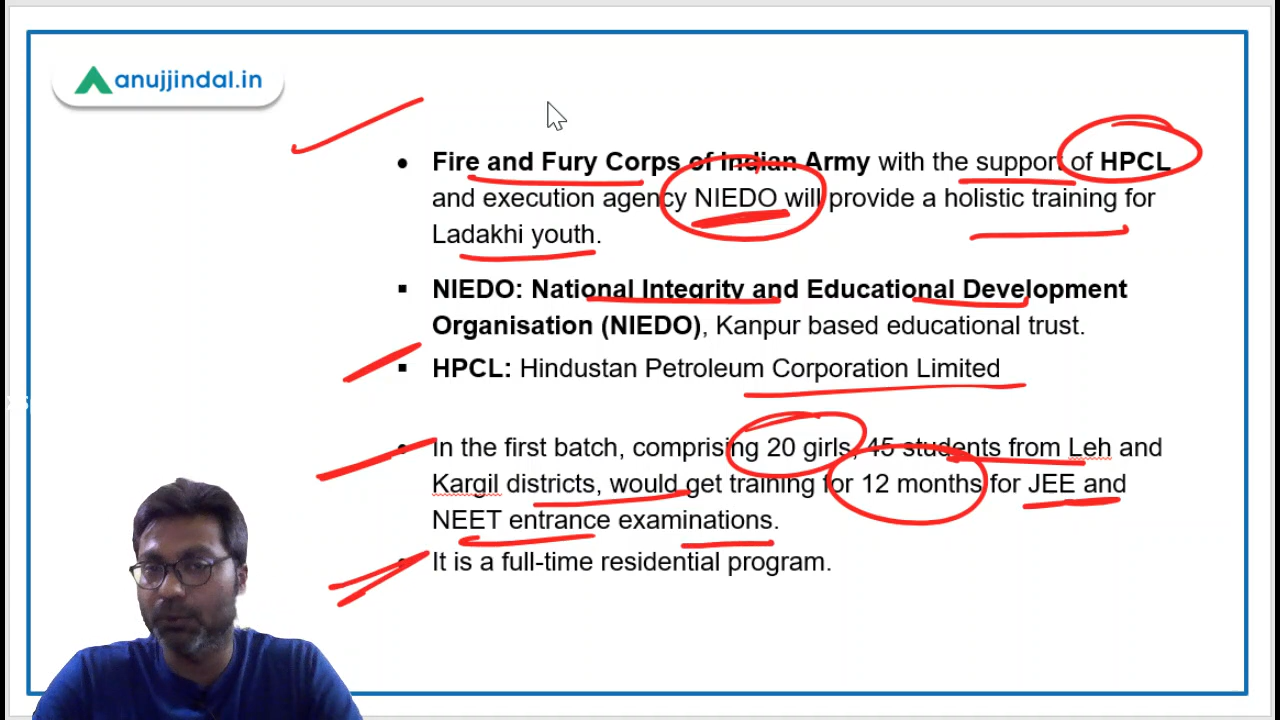 anujjindal.in
• Fire and Fury Corps of Indian Army with the support of HPCL
and execution agency NIEDO will provide a holistic training for
Ladakhi youth.
▪ NIEDO: National Integrity and Educational Development
Organisation (NIEDO), Kanpur based educational trust.
▪ HPCL: Hindustan Petroleum Corporation Limited
• In the first batch, comprising 20 girls, 45 students from Leh and
Kargil districts, would get training for 12 months for JEE and
NEET entrance examinations.
• It is a full-time residential program.